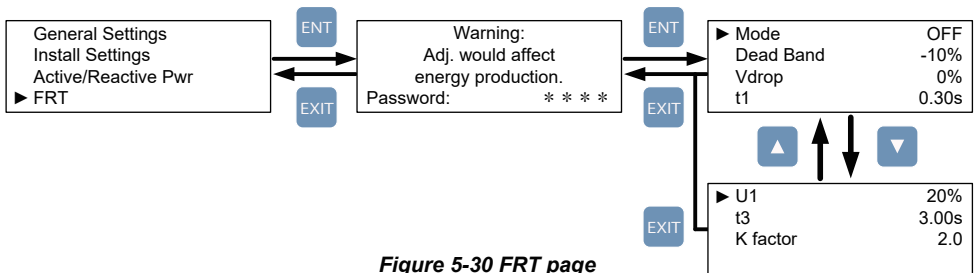 General Settings
Install Settings
Active/Reactive Pwr
▶ FRT
ENT
EXIT
Warning:
Adj. would affect
energy production.
Password: * * * *
ENT
EXIT
▶ Mode OFF
Dead Band -10%
Vdrop 0%
t1 0.30s
▲ ▼
EXIT
▶ U1 20%
t3 3.00s
K factor 2.0
Figure 5-30 FRT page